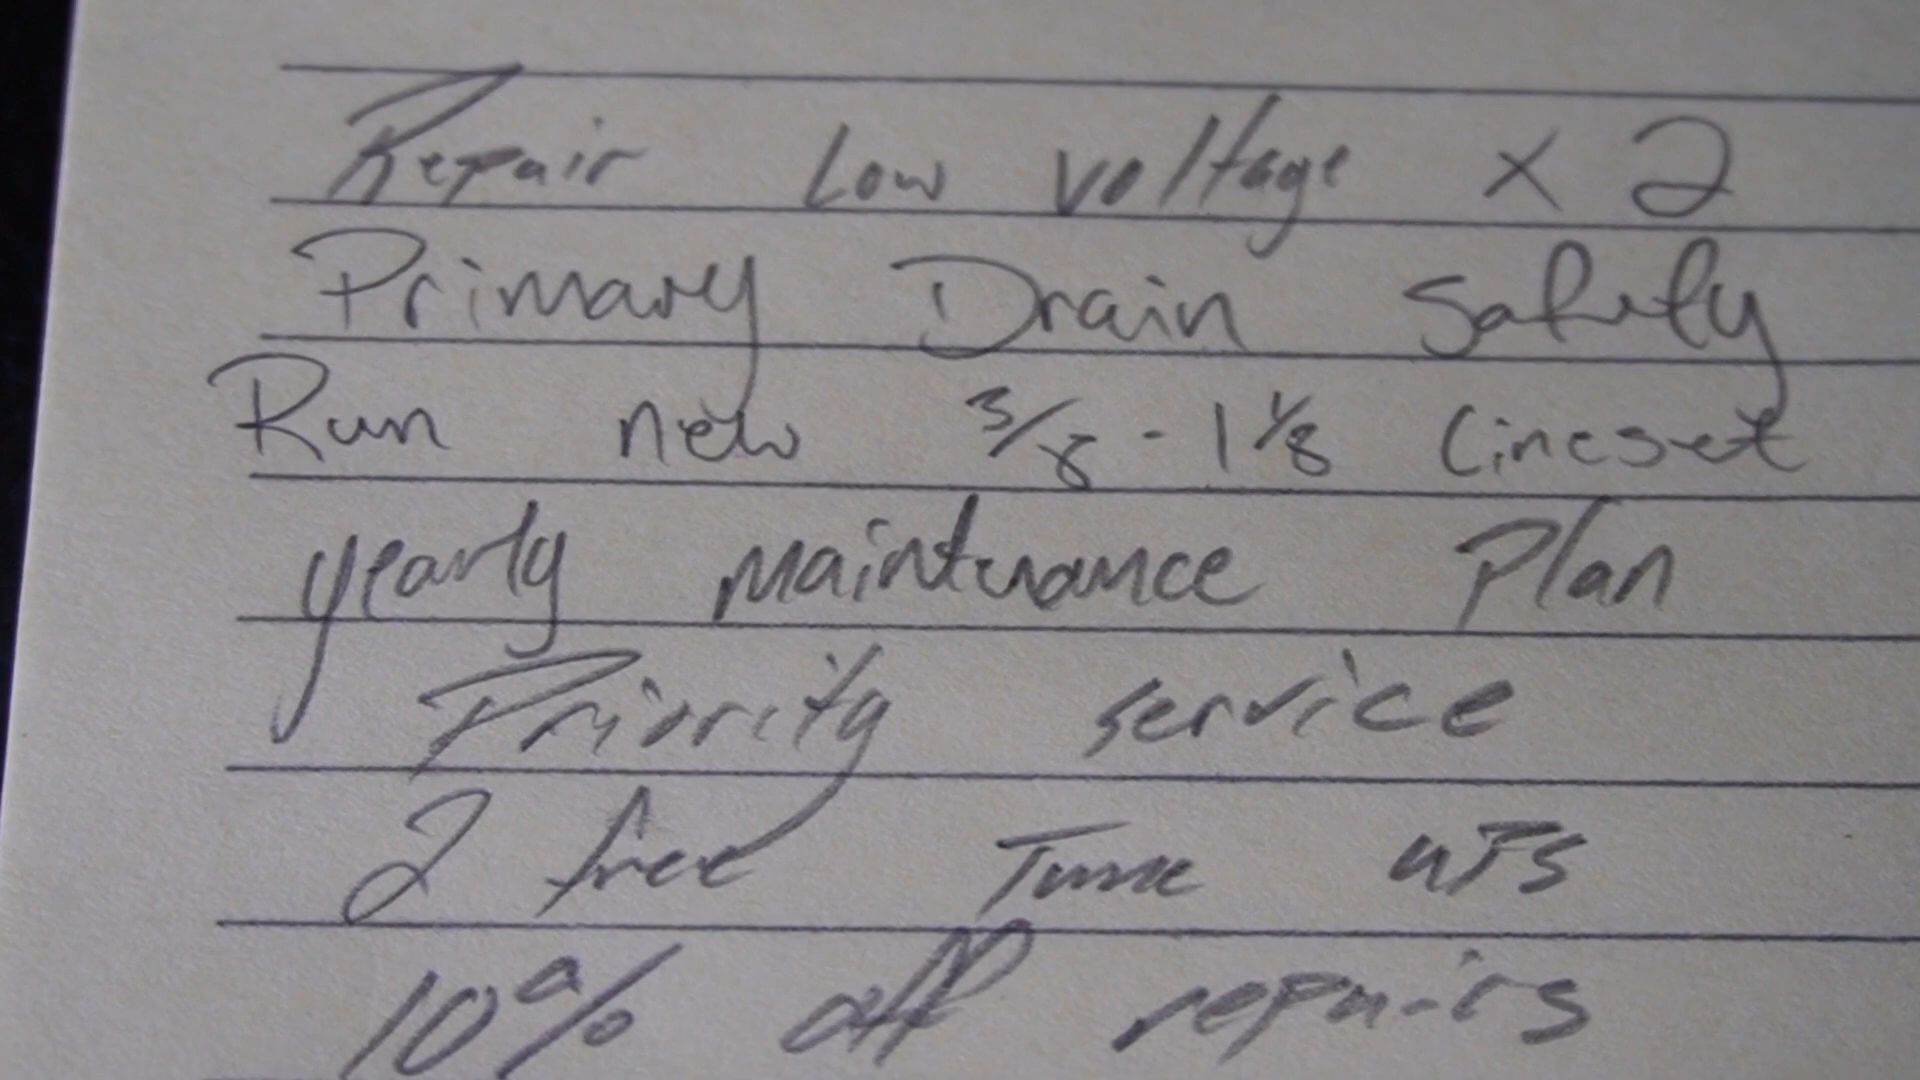 Repair Low voltage x 2
Primary Drain Safety
Run new 3/8 - 1 1/8 Lineset
yearly maintenance Plan
Priority service
2 free Tune ups
10% off repairs